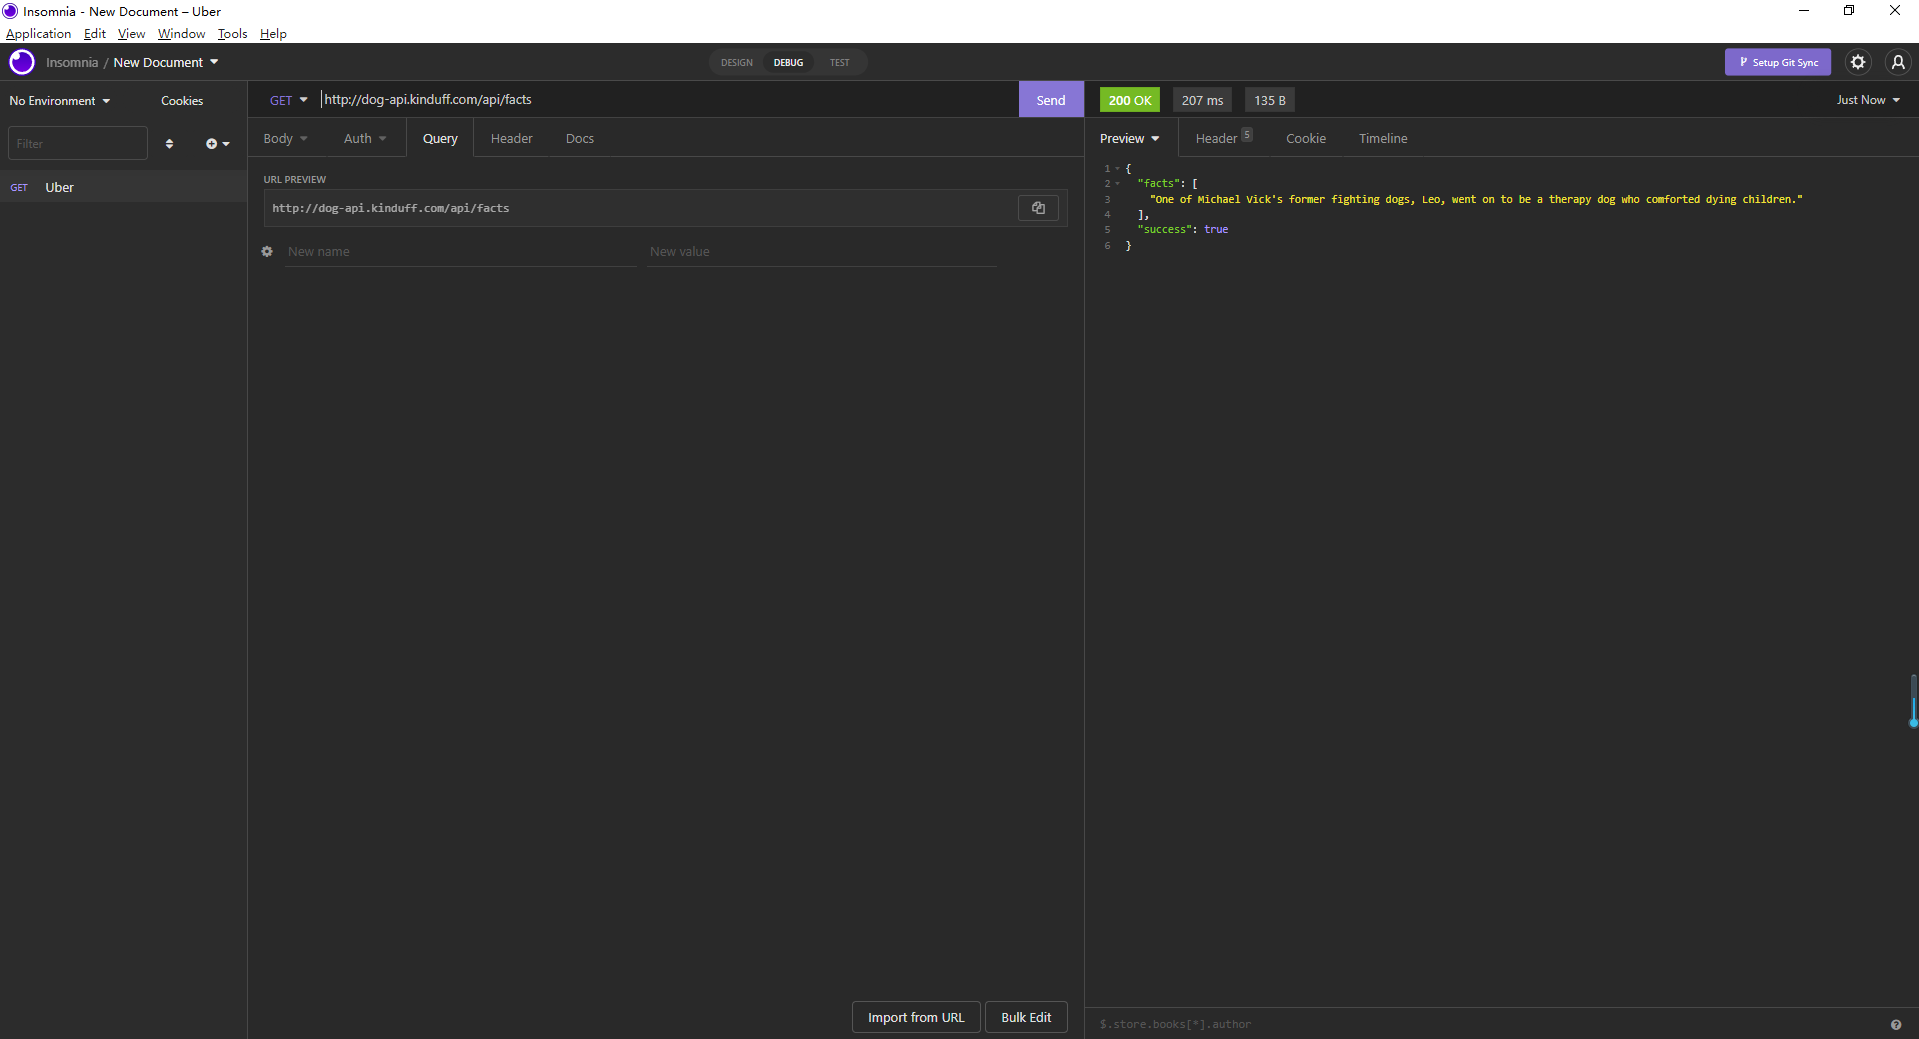 Insomnia - New Document – Uber
Application Edit View Window Tools Help
Insomnia / New Document
DESIGN DEBUG TEST
Setup Git Sync
No Environment Cookies
GET http://dog-api.kinduff.com/api/facts Send
200 OK 207 ms 135 B Just Now
Filter
Body Auth Query Header Docs
Preview Header 5 Cookie Timeline
GET Uber
URL PREVIEW
http://dog-api.kinduff.com/api/facts
New name New value
1 {
2 "facts": [
3 "One of Michael Vick's former fighting dogs, Leo, went on to be a therapy dog who comforted dying children."
4 ],
5 "success": true
6 }
Import from URL Bulk Edit
$.store.books[*].author